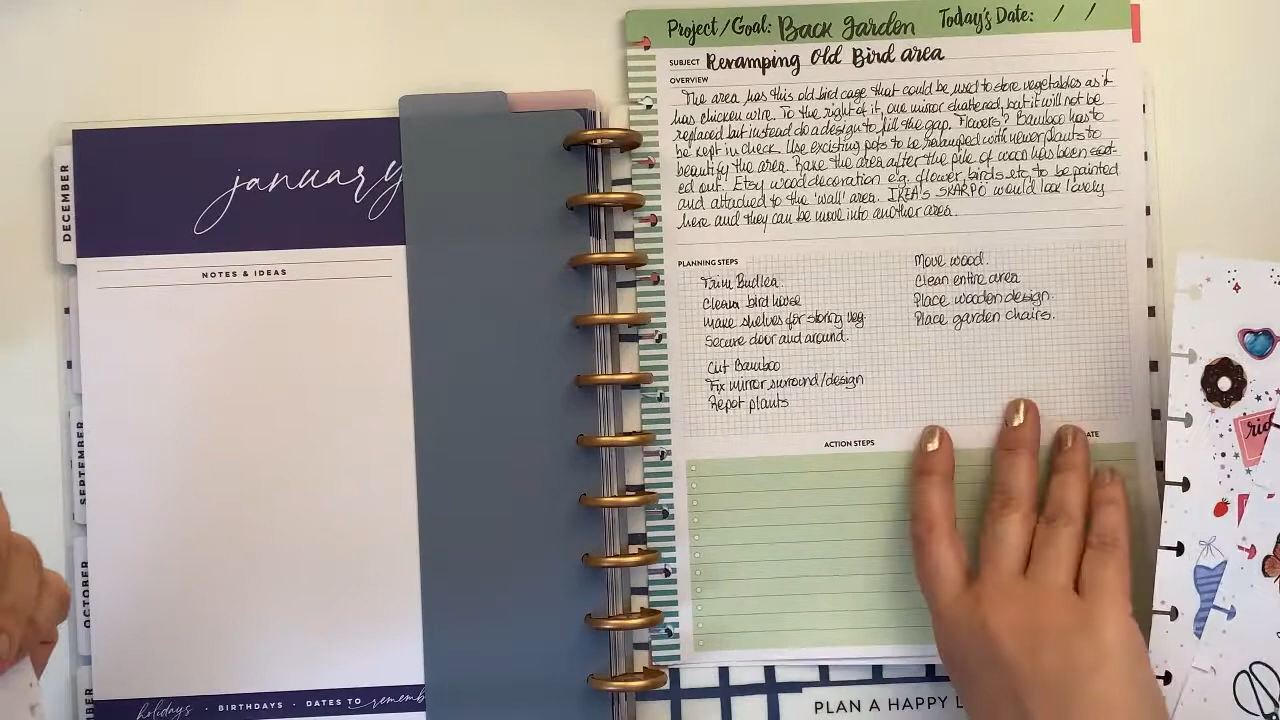 DECEMBER
january
NOTES & IDEAS
SEPTEMBER
OCTOBER
holidays · BIRTHDAYS · DATES TO rememb
Project/Goal: Back garden Today's Date: / /
SUBJECT Revamping Old Bird area
OVERVIEW
The area has this old bird cage that could be used to store vegetables as it
has chicken wire. To the right of it, one mirror shattered, but it will not be
replaced but instead do a design to fill the gap. "Flowers"? Bamboo has to
be kept in check. Use existing pots to be revamped with newer plants to
beautify the area. Bake the area after the pile of wood has been
ed out. Etsy wood decoration e.g. flower, birds etc to be painted
and attached to the 'wall' area. IKEA's SKARPÖ would look lovely
here and they can be move into another area.
PLANNING STEPS
Trim Budlea.
Clean bird house
Make shelves for storing veg
Secure door and around.
Cut Bamboo
Fix mirror surround/design
Repot plants
Move wood.
Clean entire area
Place wooden design.
Place garden chairs.
ACTION STEPS
ATE
PLAN A HAPPY L